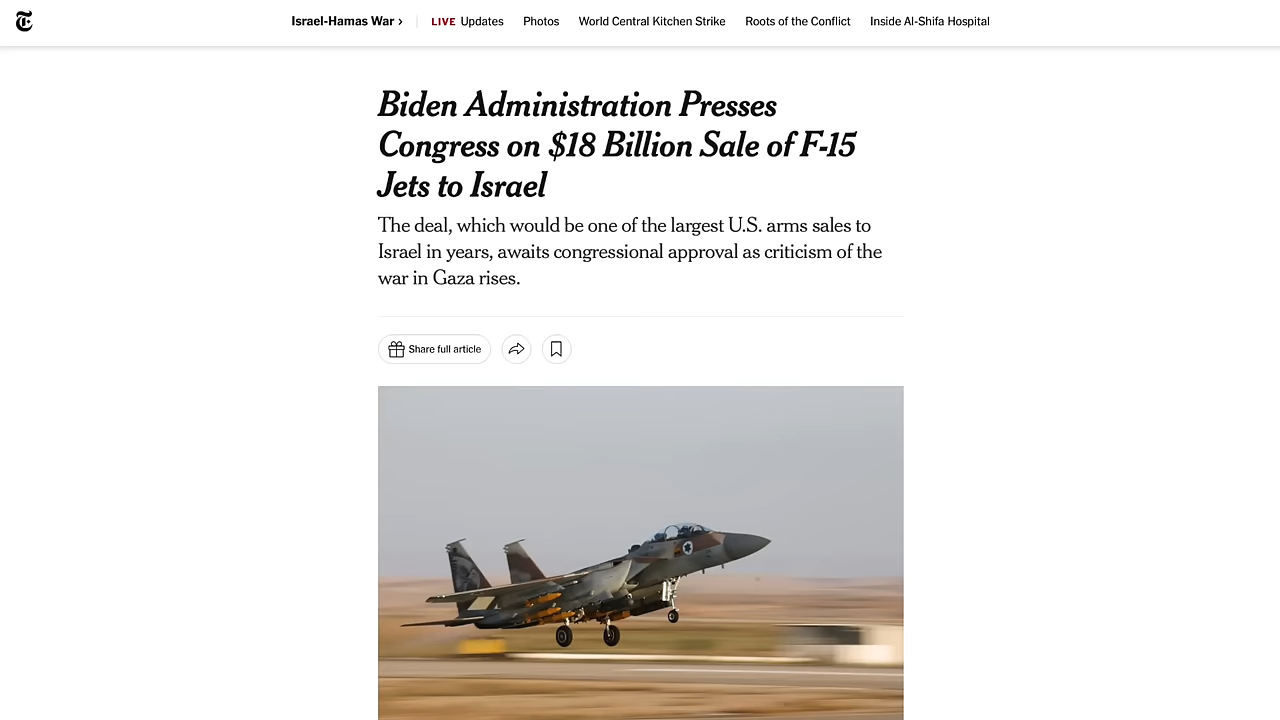 Israel-Hamas War › LIVE Updates Photos World Central Kitchen Strike Roots of the Conflict Inside Al-Shifa Hospital
Biden Administration Presses
Congress on $18 Billion Sale of F-15
Jets to Israel
The deal, which would be one of the largest U.S. arms sales to
Israel in years, awaits congressional approval as criticism of the
war in Gaza rises.
Share full article